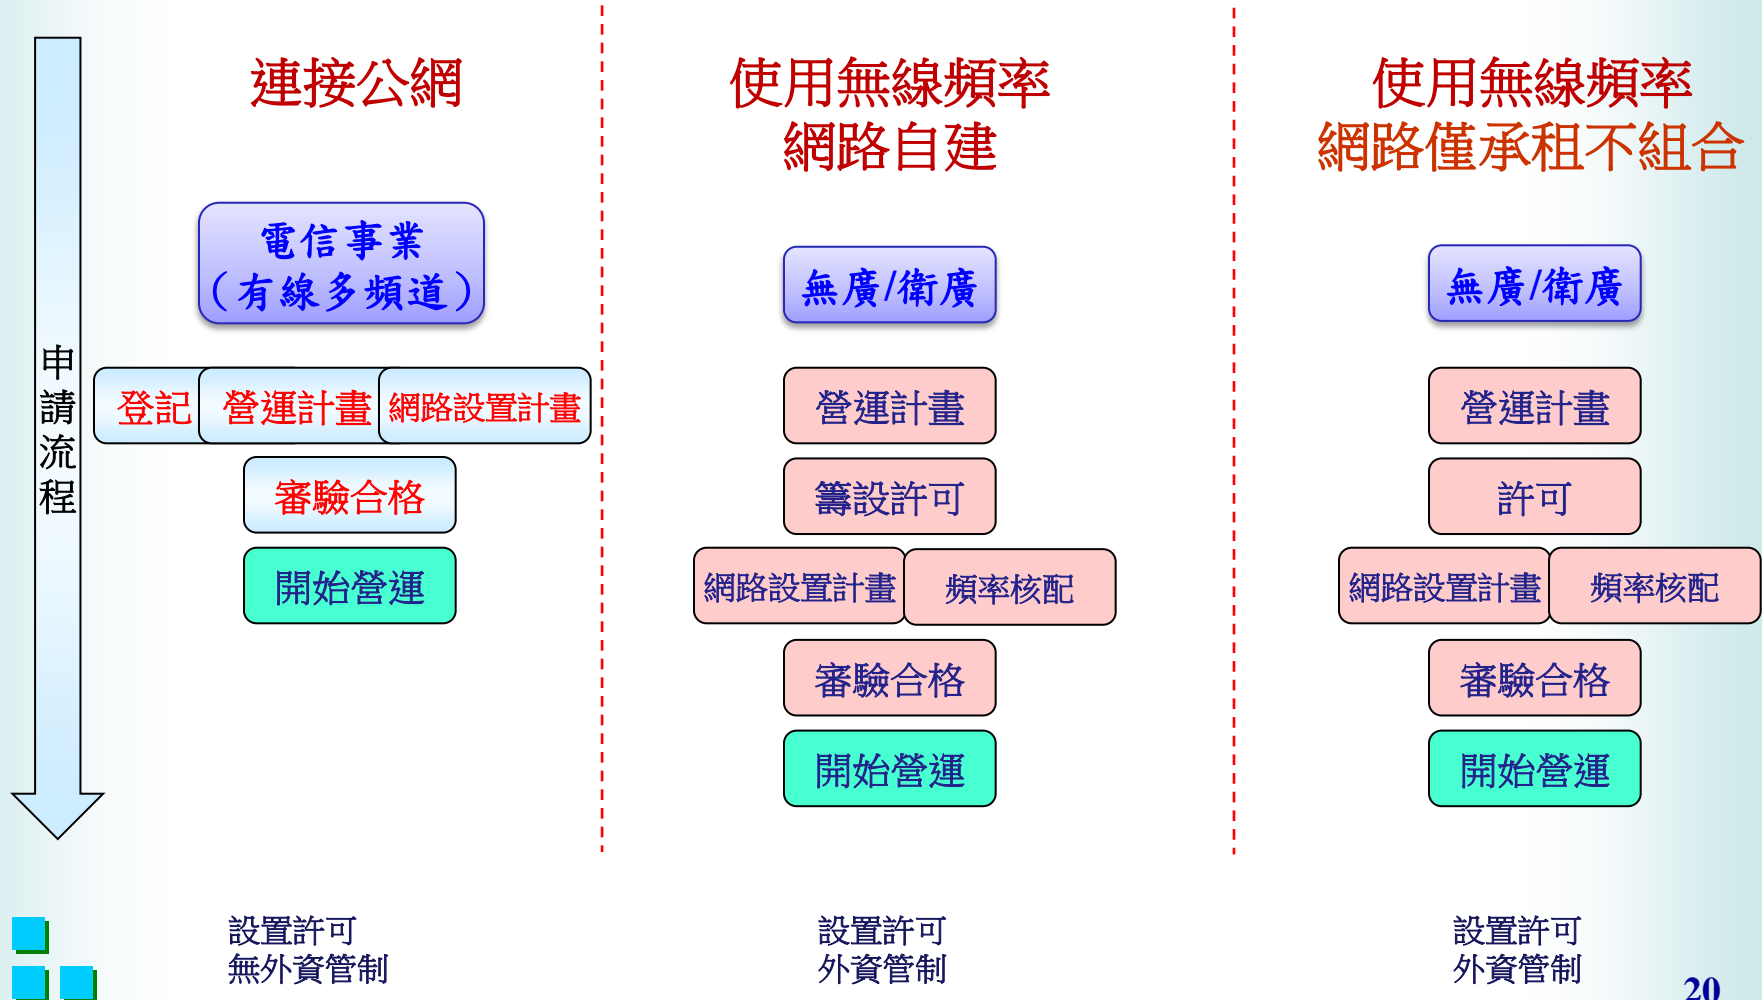 申請流程
連接公網
電信事業
(有線多頻道)
登記
營運計畫
網路設置計畫
審驗合格
開始營運
設置許可
無外資管制
使用無線頻率
網路自建
無廣/衛廣
營運計畫
籌設許可
網路設置計畫
頻率核配
審驗合格
開始營運
設置許可
外資管制
使用無線頻率
網路僅承租不組合
無廣/衛廣
營運計畫
許可
網路設置計畫
頻率核配
審驗合格
開始營運
設置許可
外資管制
20